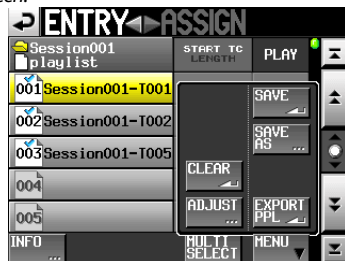 een.
ENTRY ASSIGN
Session001
playlist
START TC
LENGTH
PLAY
001 Session001-T001
002 Session001-T002
003 Session001-T005
004
005
SAVE
SAVE
AS ...
CLEAR
ADJUST
...
EXPORT
PPL
INFO
...
MULTI
SELECT
MENU